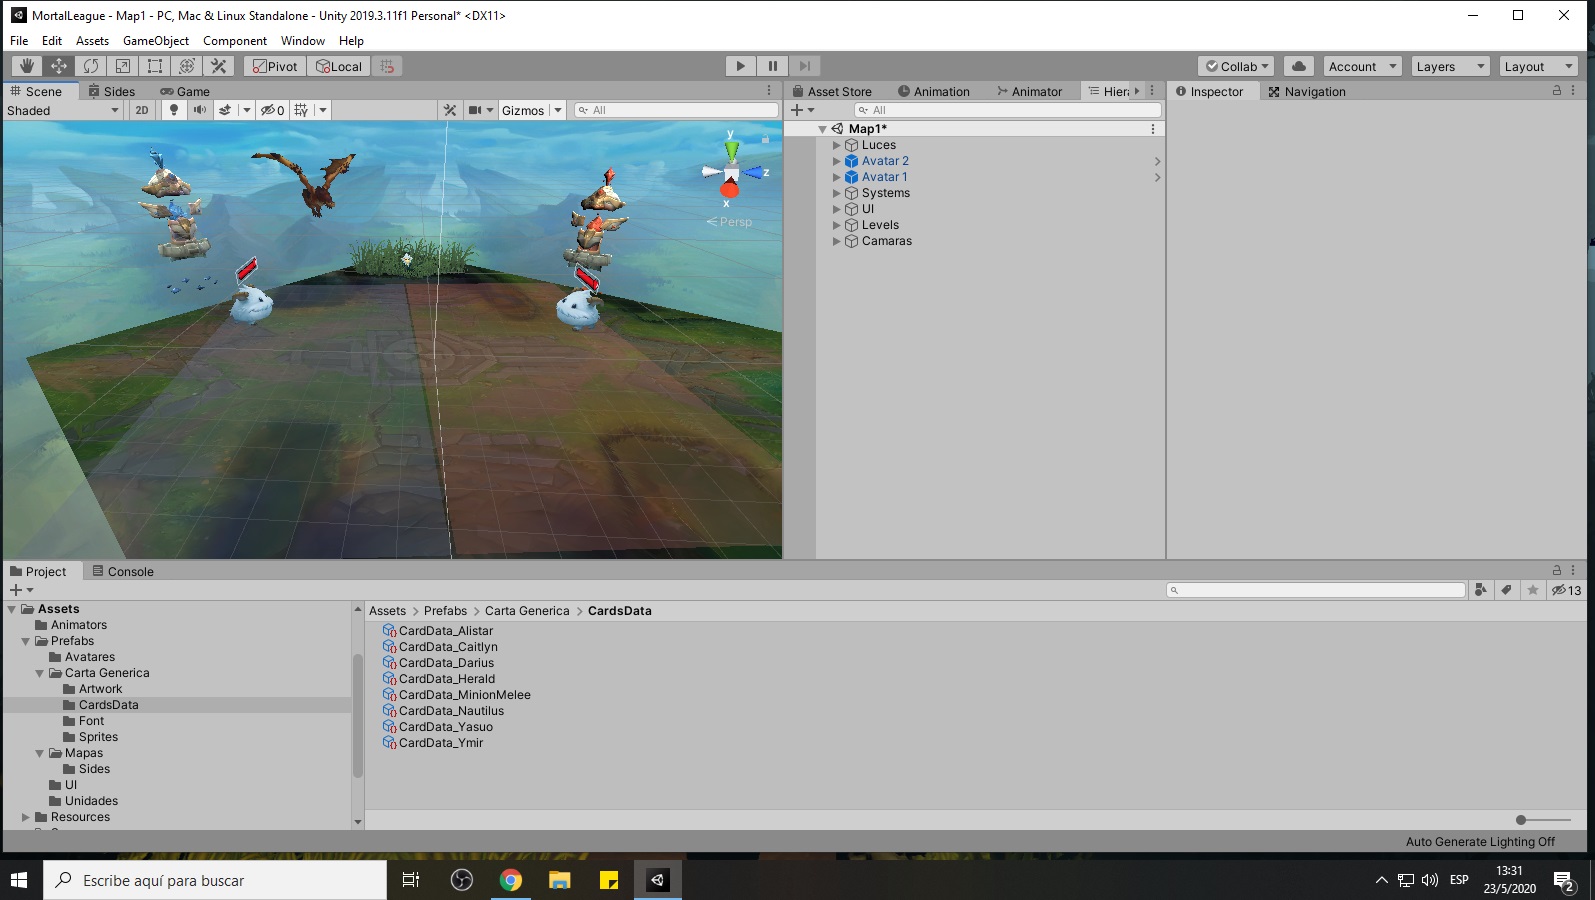 MortalLeague - Map1 - PC, Mac & Linux Standalone - Unity 2019.3.11f1 Personal* <DX11>
File Edit Assets GameObject Component Window Help
Pivot Local Collab Account Layers Layout
Scene Sides Game Asset Store Animation Animator Hiera Inspector Navigation
Shaded 2D 0 Gizmos All All
Map1*
Luces
Avatar 2
Avatar 1
Systems
UI
Levels
Camaras
y
z
x
Persp
Project Console
13
Assets
Animators
Prefabs
Avatares
Carta Generica
Artwork
CardsData
Font
Sprites
Mapas
Sides
UI
Unidades
Resources
Assets > Prefabs > Carta Generica > CardsData
CardData_Alistar
CardData_Caitlyn
CardData_Darius
CardData_Herald
CardData_MinionMelee
CardData_Nautilus
CardData_Yasuo
CardData_Ymir
Auto Generate Lighting Off
Escribe aquí para buscar
ESP
13:31
23/5/2020
2